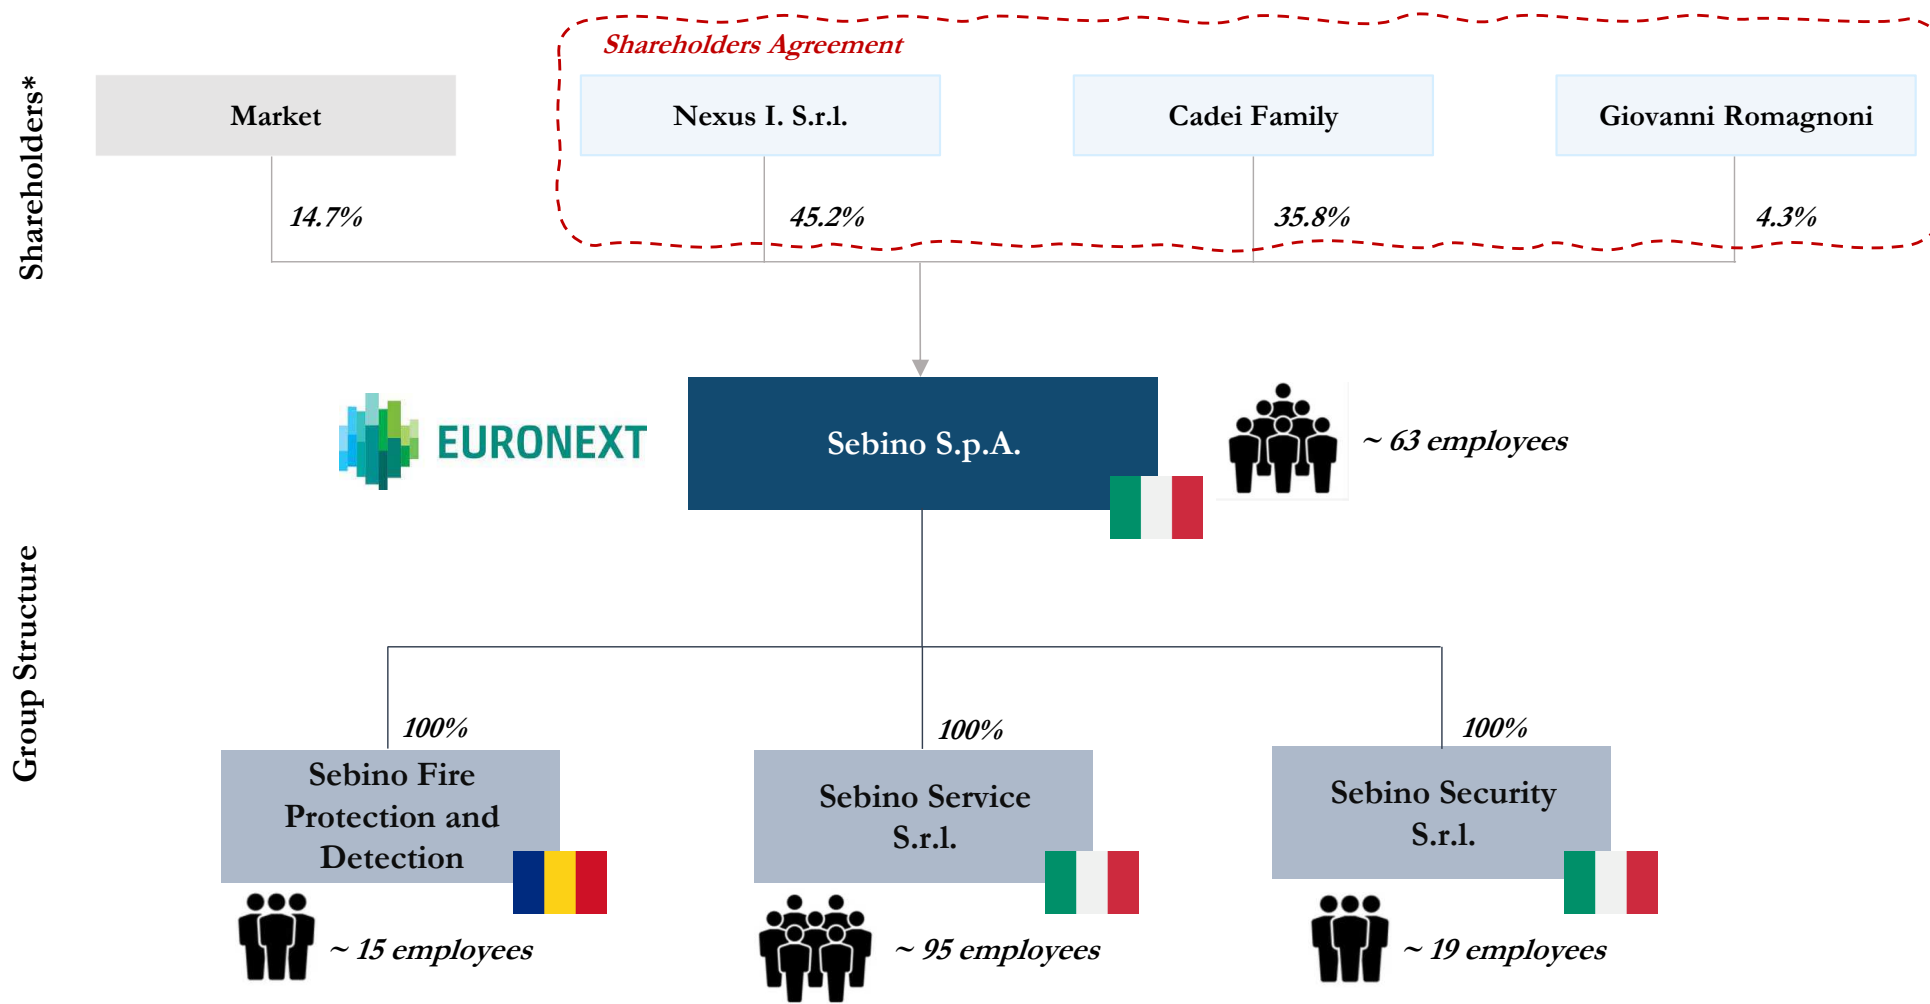 Shareholders*
Shareholders Agreement
Market
Nexus I. S.r.l.
Cadei Family
Giovanni Romagnoni
14.7%
45.2%
35.8%
4.3%
EURONEXT
Sebino S.p.A.
~ 63 employees
Group Structure
100%
100%
100%
Sebino Fire
Protection and
Detection
Sebino Service
S.r.l.
Sebino Security
S.r.l.
~ 15 employees
~ 95 employees
~ 19 employees